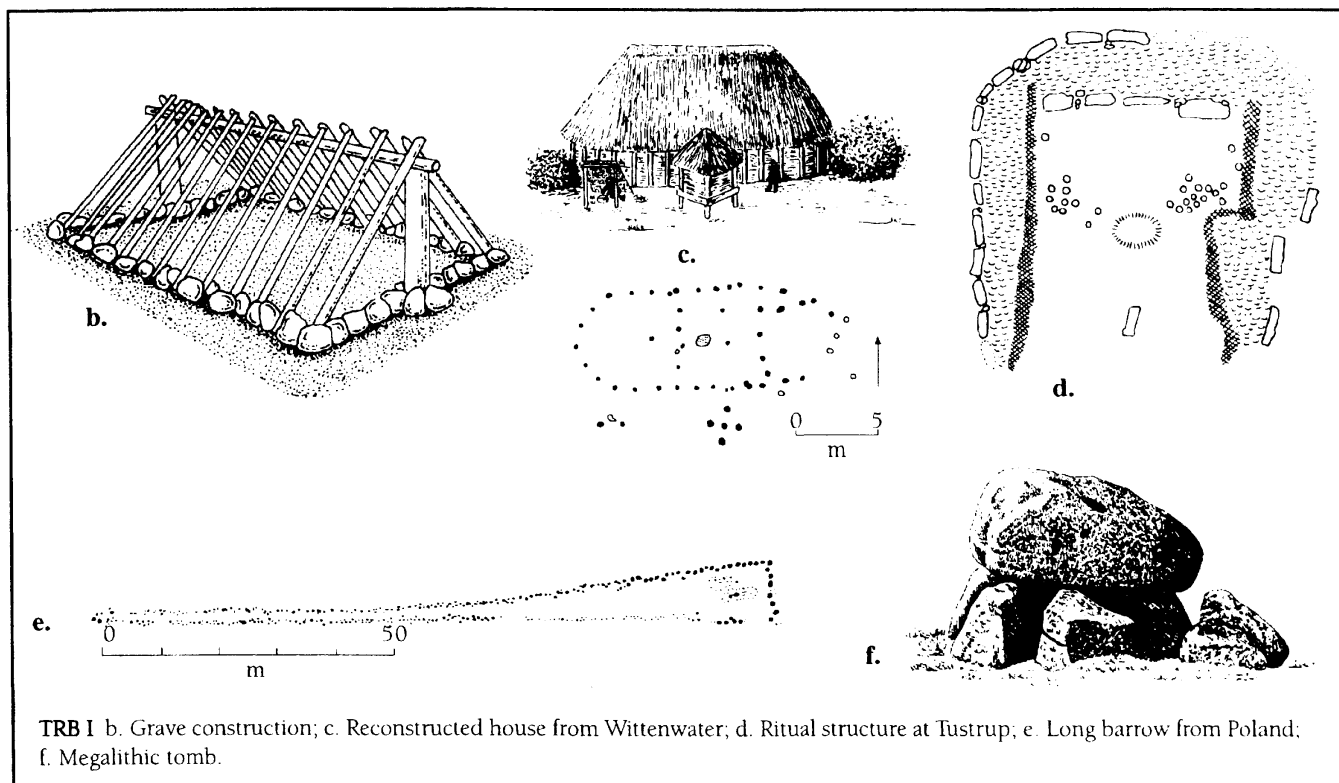 b.
c.
0 5
m
d.
e.
0 50
m
f.
TRB I b. Grave construction; c. Reconstructed house from Wittenwater; d. Ritual structure at Tustrup; e. Long barrow from Poland;
f. Megalithic tomb.